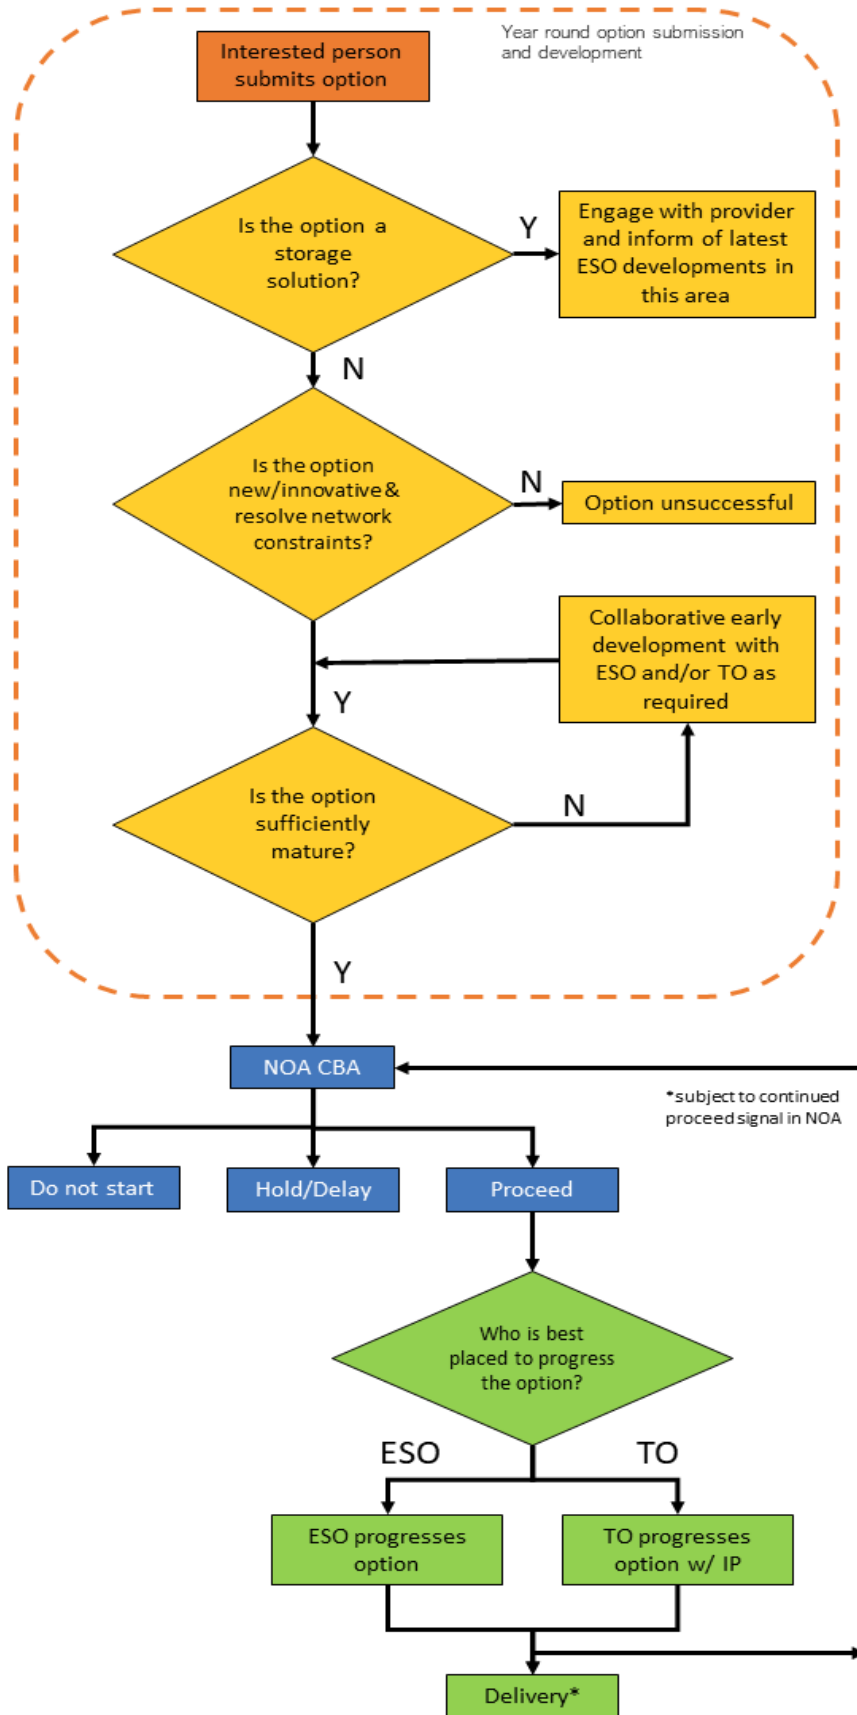 Year round option submission
and development
Interested person
submits option
Is the option a
storage
solution?
Y
Engage with provider
and inform of latest
ESO developments in
this area
N
Is the option
new/innovative &
resolve network
constraints?
N
Option unsuccessful
Collaborative early
development with
ESO and/or TO as
required
Y
Is the option
sufficiently
mature?
N
Y
NOA CBA
*subject to continued
proceed signal in NOA
Do not start
Hold/Delay
Proceed
Who is best
placed to progress
the option?
ESO
TO
ESO progresses
option
TO progresses
option w/ IP
Delivery*